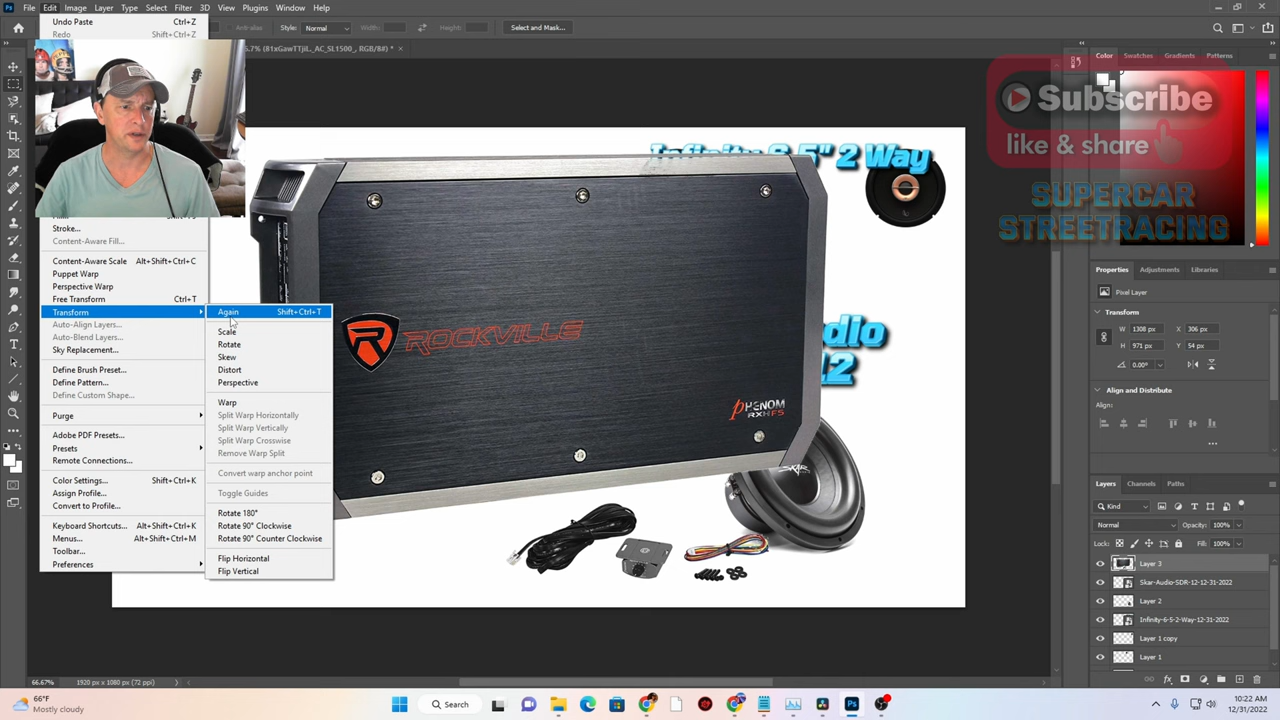 File Edit Image Layer Type Select Filter 3D View Plugins Window Help
Anti-alias Style: Normal Width: Height: Select and Mask...
Undo Paste Ctrl+Z
Redo Shift+Ctrl+Z
Stroke...
Content-Aware Fill...
Content-Aware Scale Alt+Shift+Ctrl+C
Puppet Warp
Perspective Warp
Free Transform Ctrl+T
Transform
Auto-Align Layers...
Auto-Blend Layers...
Sky Replacement...
Define Brush Preset...
Define Pattern...
Define Custom Shape...
Purge
Adobe PDF Presets...
Presets
Remote Connections...
Color Settings... Shift+Ctrl+K
Assign Profile...
Convert to Profile...
Keyboard Shortcuts... Alt+Shift+Ctrl+K
Menus... Alt+Shift+Ctrl+M
Toolbar...
Preferences
Again Shift+Ctrl+T
Scale
Rotate
Skew
Distort
Perspective
Warp
Split Warp Horizontally
Split Warp Vertically
Split Warp Crosswise
Remove Warp Split
Convert warp anchor point
Toggle Guides
Rotate 180°
Rotate 90° Clockwise
Rotate 90° Counter Clockwise
Flip Horizontal
Flip Vertical
R ROCKVILLE
PHENOM
RXHF5
SKAR
Subscribe
like & share
SUPERCAR
STREETRACING
Color Swatches Gradients Patterns
Properties Adjustments Libraries
Pixel Layer
Transform
W 1308 px X 306 px
H 971 px Y 54 px
0.00°
Align and Distribute
Align:
Layers Channels Paths
Kind
Normal Opacity: 100%
Lock: Fill: 100%
Layer 3
Skar-Audio-SDR-12-12-31-2022
Layer 2
Infinity-6-5-2-Way-12-31-2022
Layer 1 copy
Layer 1
66.67% 1920 px x 1080 px (72 ppi)
66°F
Mostly cloudy
Search
10:22 AM
12/31/2022